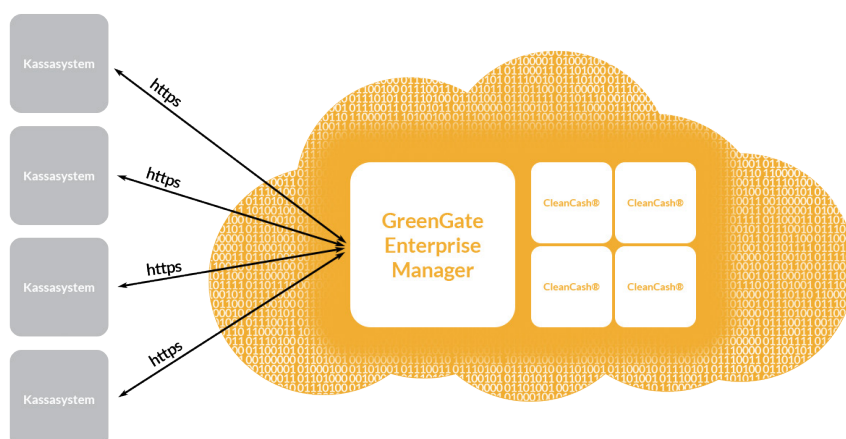 Kassasystem
https
Kassasystem
https
Kassasystem
https
Kassasystem
https
GreenGate
Enterprise
Manager
CleanCash®
CleanCash®
CleanCash®
CleanCash®